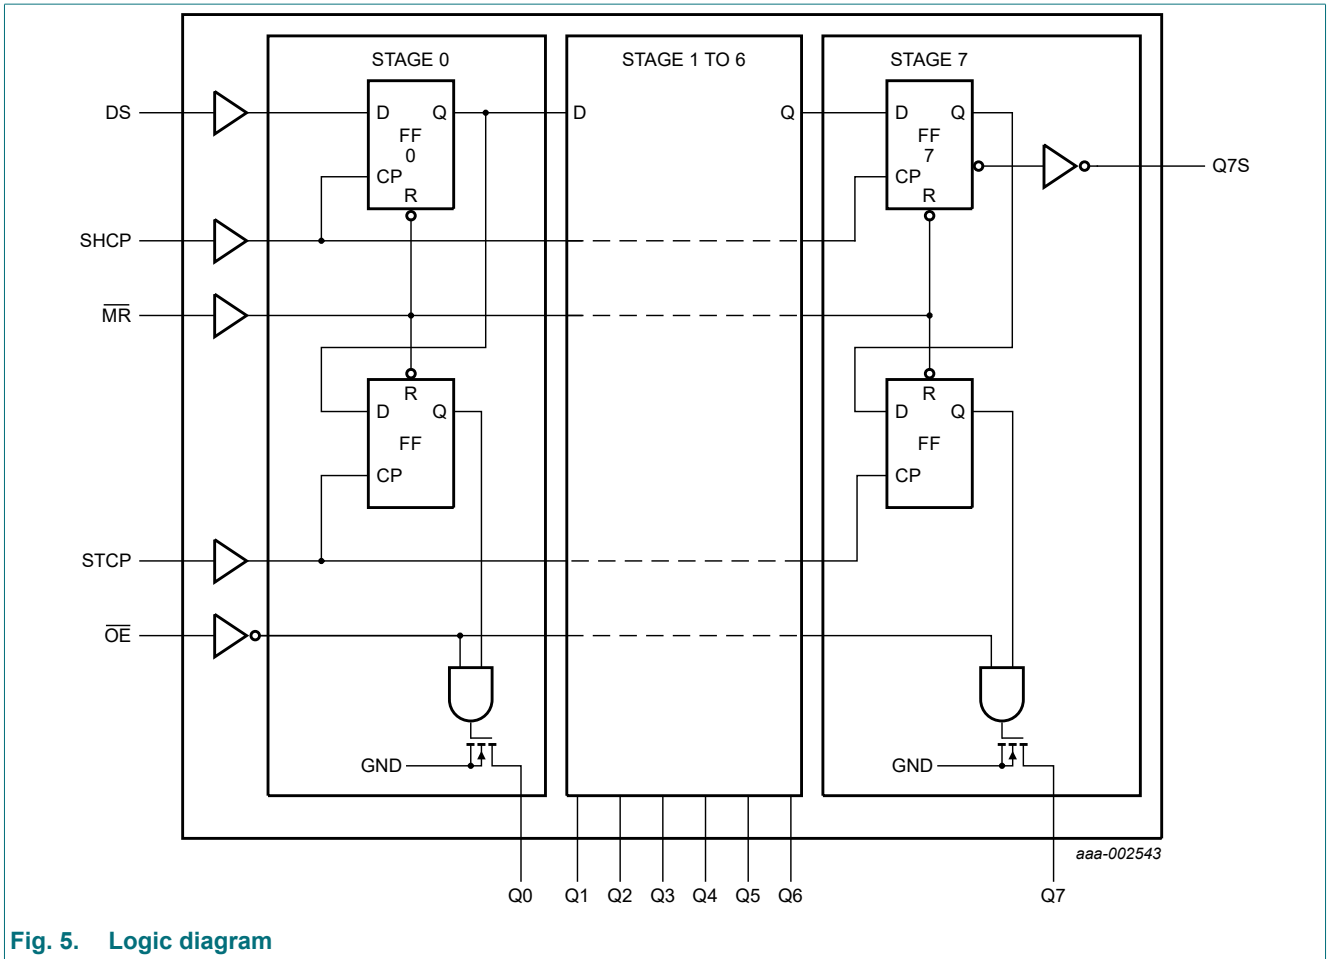 STAGE 0
STAGE 1 TO 6
STAGE 7
DS
D
Q
FF
0
CP
R
D
Q
D
Q
FF
7
CP
R
Q7S
SHCP
MR
R
D
Q
FF
CP
R
D
Q
FF
CP
STCP
OE
GND
GND
aaa-002543
Q0
Q1
Q2
Q3
Q4
Q5
Q6
Q7
Fig. 5. Logic diagram